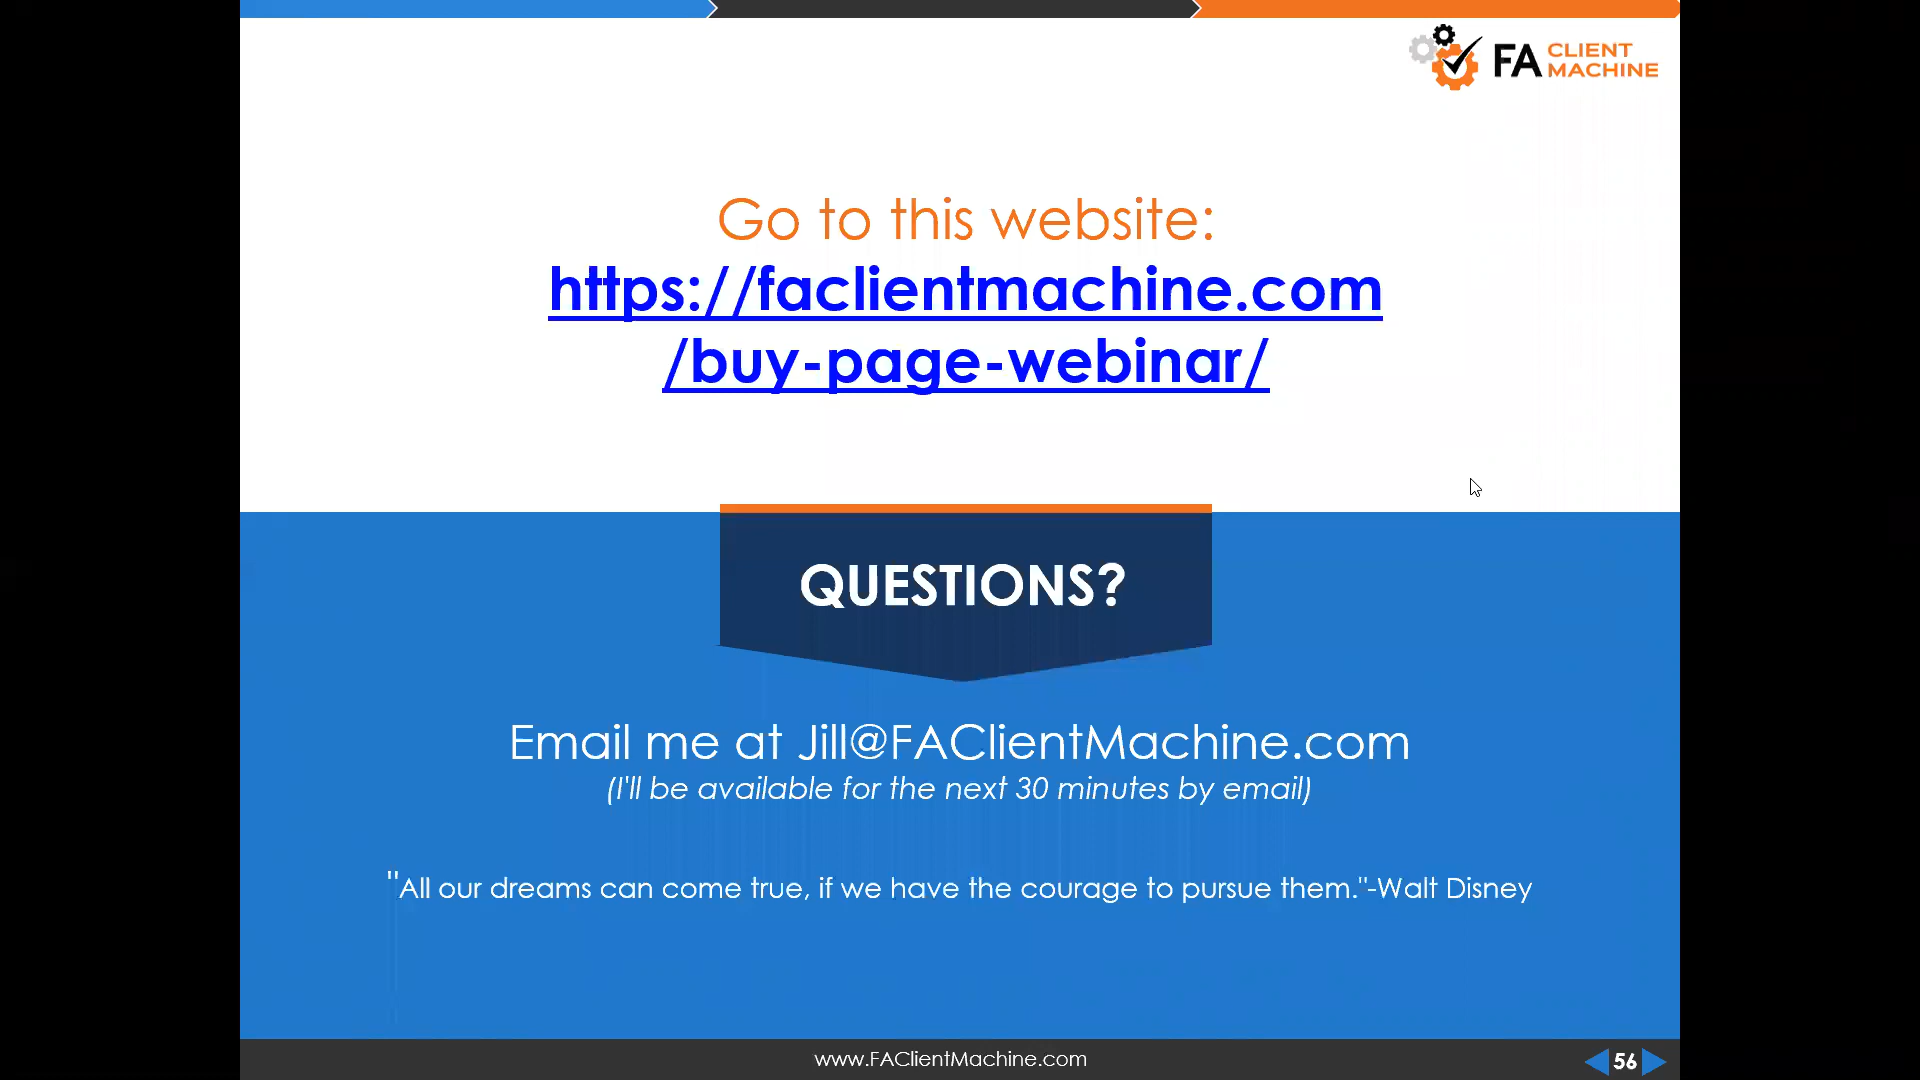 FA CLIENT
MACHINE
Go to this website:
https://faclientmachine.com
/buy-page-webinar/
QUESTIONS?
Email me at Jill@FAClientMachine.com
(I'll be available for the next 30 minutes by email)
"All our dreams can come true, if we have the courage to pursue them."-Walt Disney
www.FAClientMachine.com
56